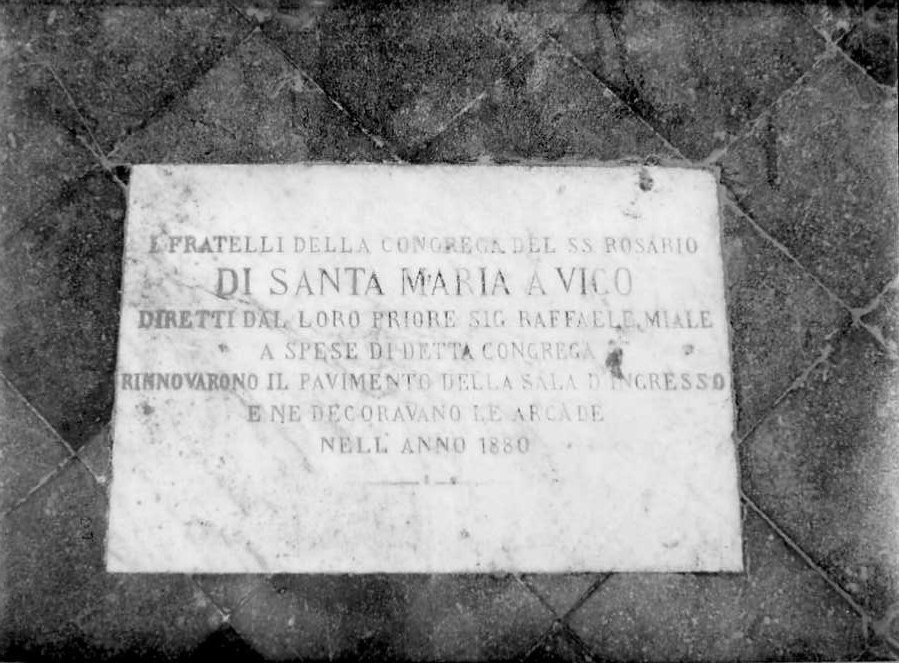 I FRATELLI DELLA CONGREGA DEL SS ROSARIO
DI SANTA MARIA A VICO
DIRETTI DAL LORO PRIORE SIG RAFFAELE MIALE
A SPESE DI DETTA CONGREGA
RINNOVARONO IL PAVIMENTO DELLA SALA D'INGRESSO
E NE DECORAVANO LE ARCADE
NELL'ANNO 1880